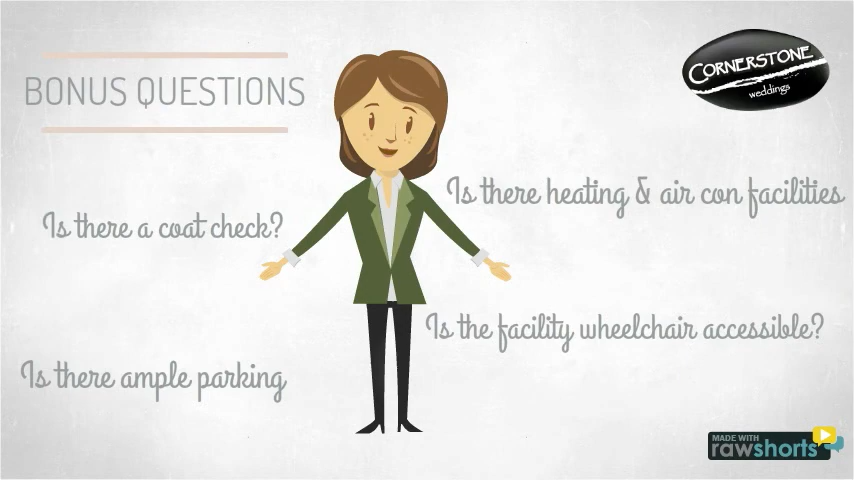 BONUS QUESTIONS
CORNERSTONE
weddings
Is there heating & air con facilities
Is there a coat check?
Is the facility wheelchair accessible?
Is there ample parking
MADE WITH
rawshorts